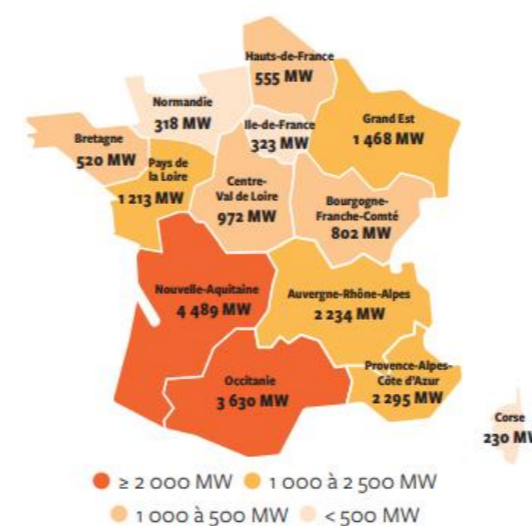 Hauts-de-France
555 MW
Normandie
318 MW
Ile-de-France
323 MW
Grand Est
1 468 MW
Bretagne
520 MW
Pays de
la Loire
1 213 MW
Centre-
Val de Loire
972 MW
Bourgogne-
Franche-Comté
802 MW
Nouvelle-Aquitaine
4 489 MW
Auvergne-Rhône-Alpes
2 234 MW
Provence-Alpes-
Côte d'Azur
2 295 MW
Occitanie
3 630 MW
Corse
230 MW
≥ 2 000 MW 1 000 à 2 500 MW
1 000 à 500 MW < 500 MW